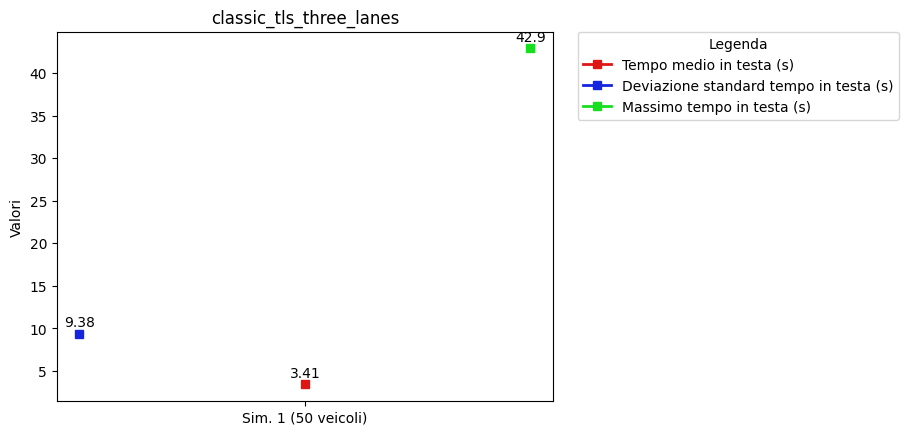 classic_tls_three_lanes
Valori
40
35
30
25
20
15
10
5
42.9
9.38
3.41
Sim. 1 (50 veicoli)
Legenda
Tempo medio in testa (s)
Deviazione standard tempo in testa (s)
Massimo tempo in testa (s)